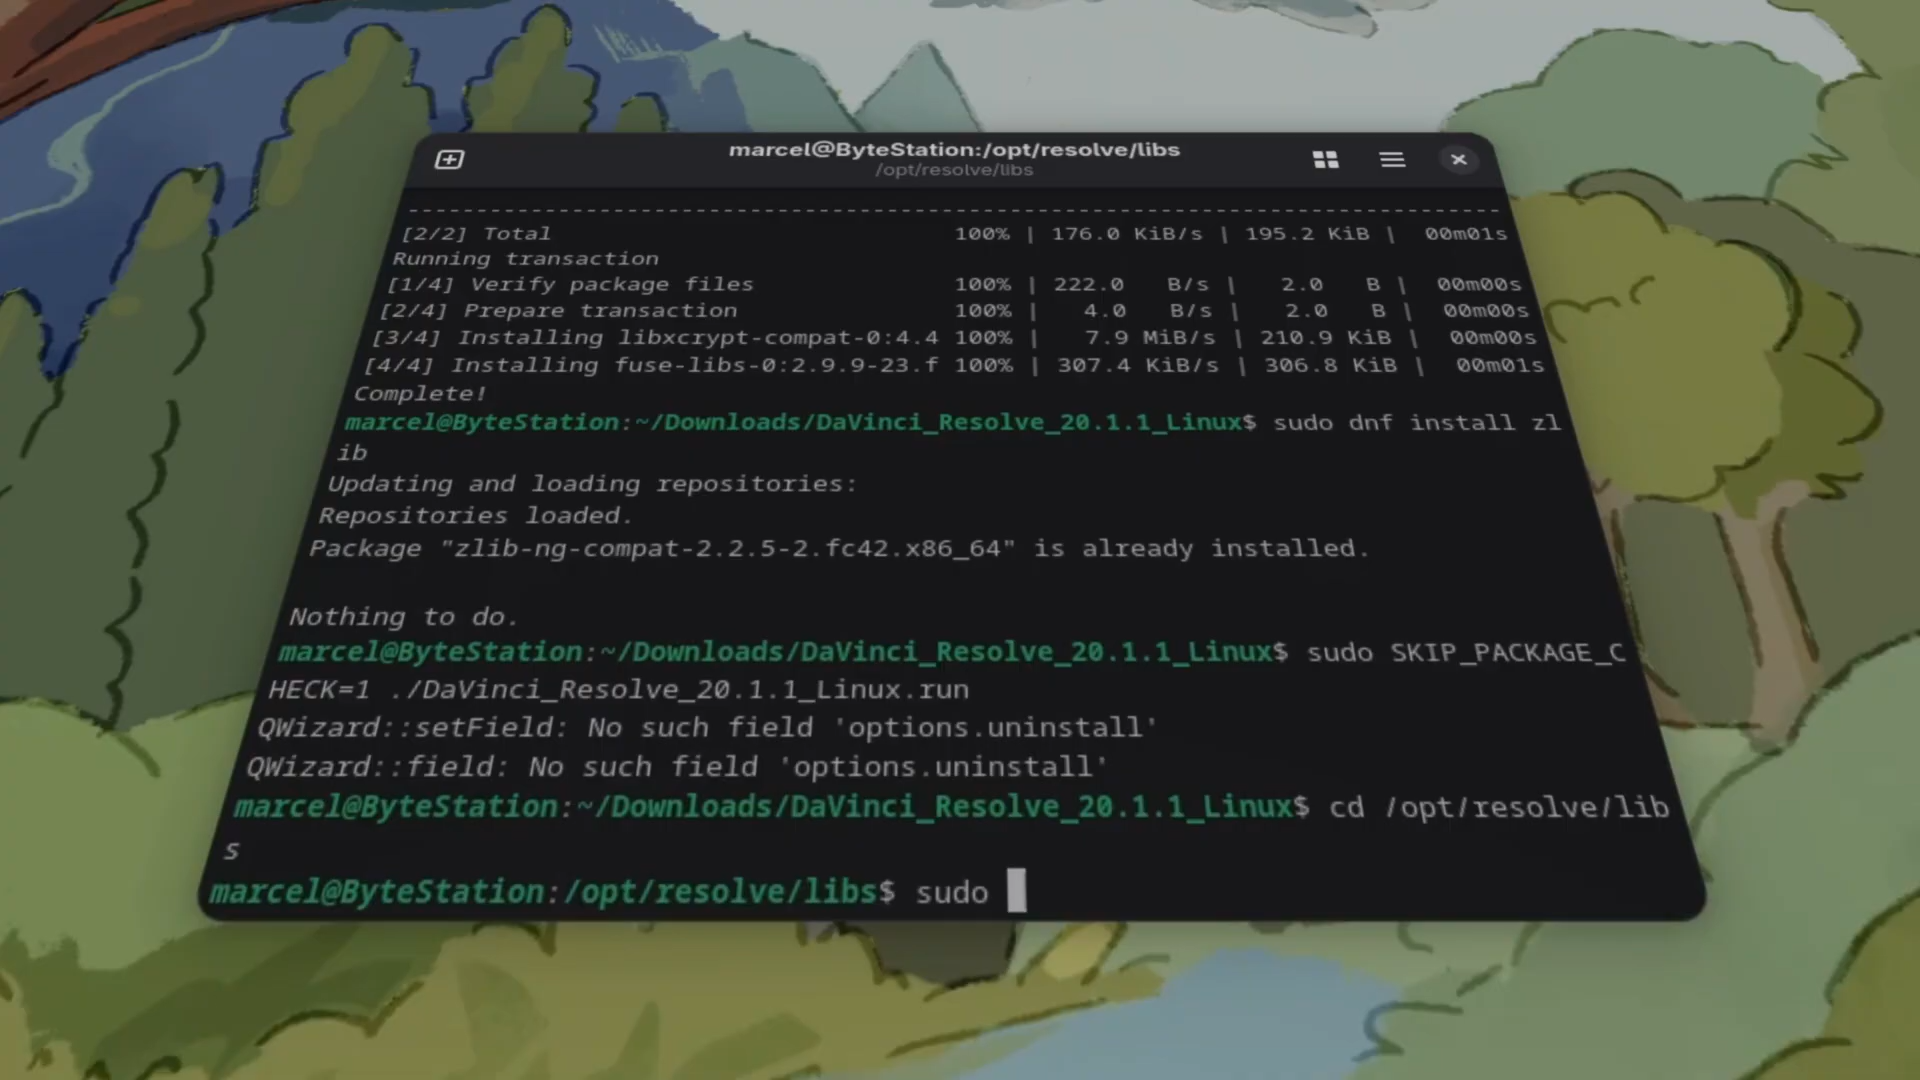 marcel@ByteStation:/opt/resolve/libs
/opt/resolve/libs
--------------------------------------------------------------------------------
[2/2] Total 100% | 176.0 KiB/s | 195.2 KiB | 00m01s
Running transaction
[1/4] Verify package files 100% | 222.0 B/s | 2.0 B | 00m00s
[2/4] Prepare transaction 100% | 4.0 B/s | 2.0 B | 00m00s
[3/4] Installing libxcrypt-compat-0:4.4 100% | 7.9 MiB/s | 210.9 KiB | 00m00s
[4/4] Installing fuse-libs-0:2.9.9-23.f 100% | 307.4 KiB/s | 306.8 KiB | 00m01s
Complete!
marcel@ByteStation:~/Downloads/DaVinci_Resolve_20.1.1_Linux$ sudo dnf install zl
ib
Updating and loading repositories:
Repositories loaded.
Package "zlib-ng-compat-2.2.5-2.fc42.x86_64" is already installed.
Nothing to do.
marcel@ByteStation:~/Downloads/DaVinci_Resolve_20.1.1_Linux$ sudo SKIP_PACKAGE_C
HECK=1 ./DaVinci_Resolve_20.1.1_Linux.run
QWizard::setField: No such field 'options.uninstall'
QWizard::field: No such field 'options.uninstall'
marcel@ByteStation:~/Downloads/DaVinci_Resolve_20.1.1_Linux$ cd /opt/resolve/lib
s
marcel@ByteStation:/opt/resolve/libs$ sudo